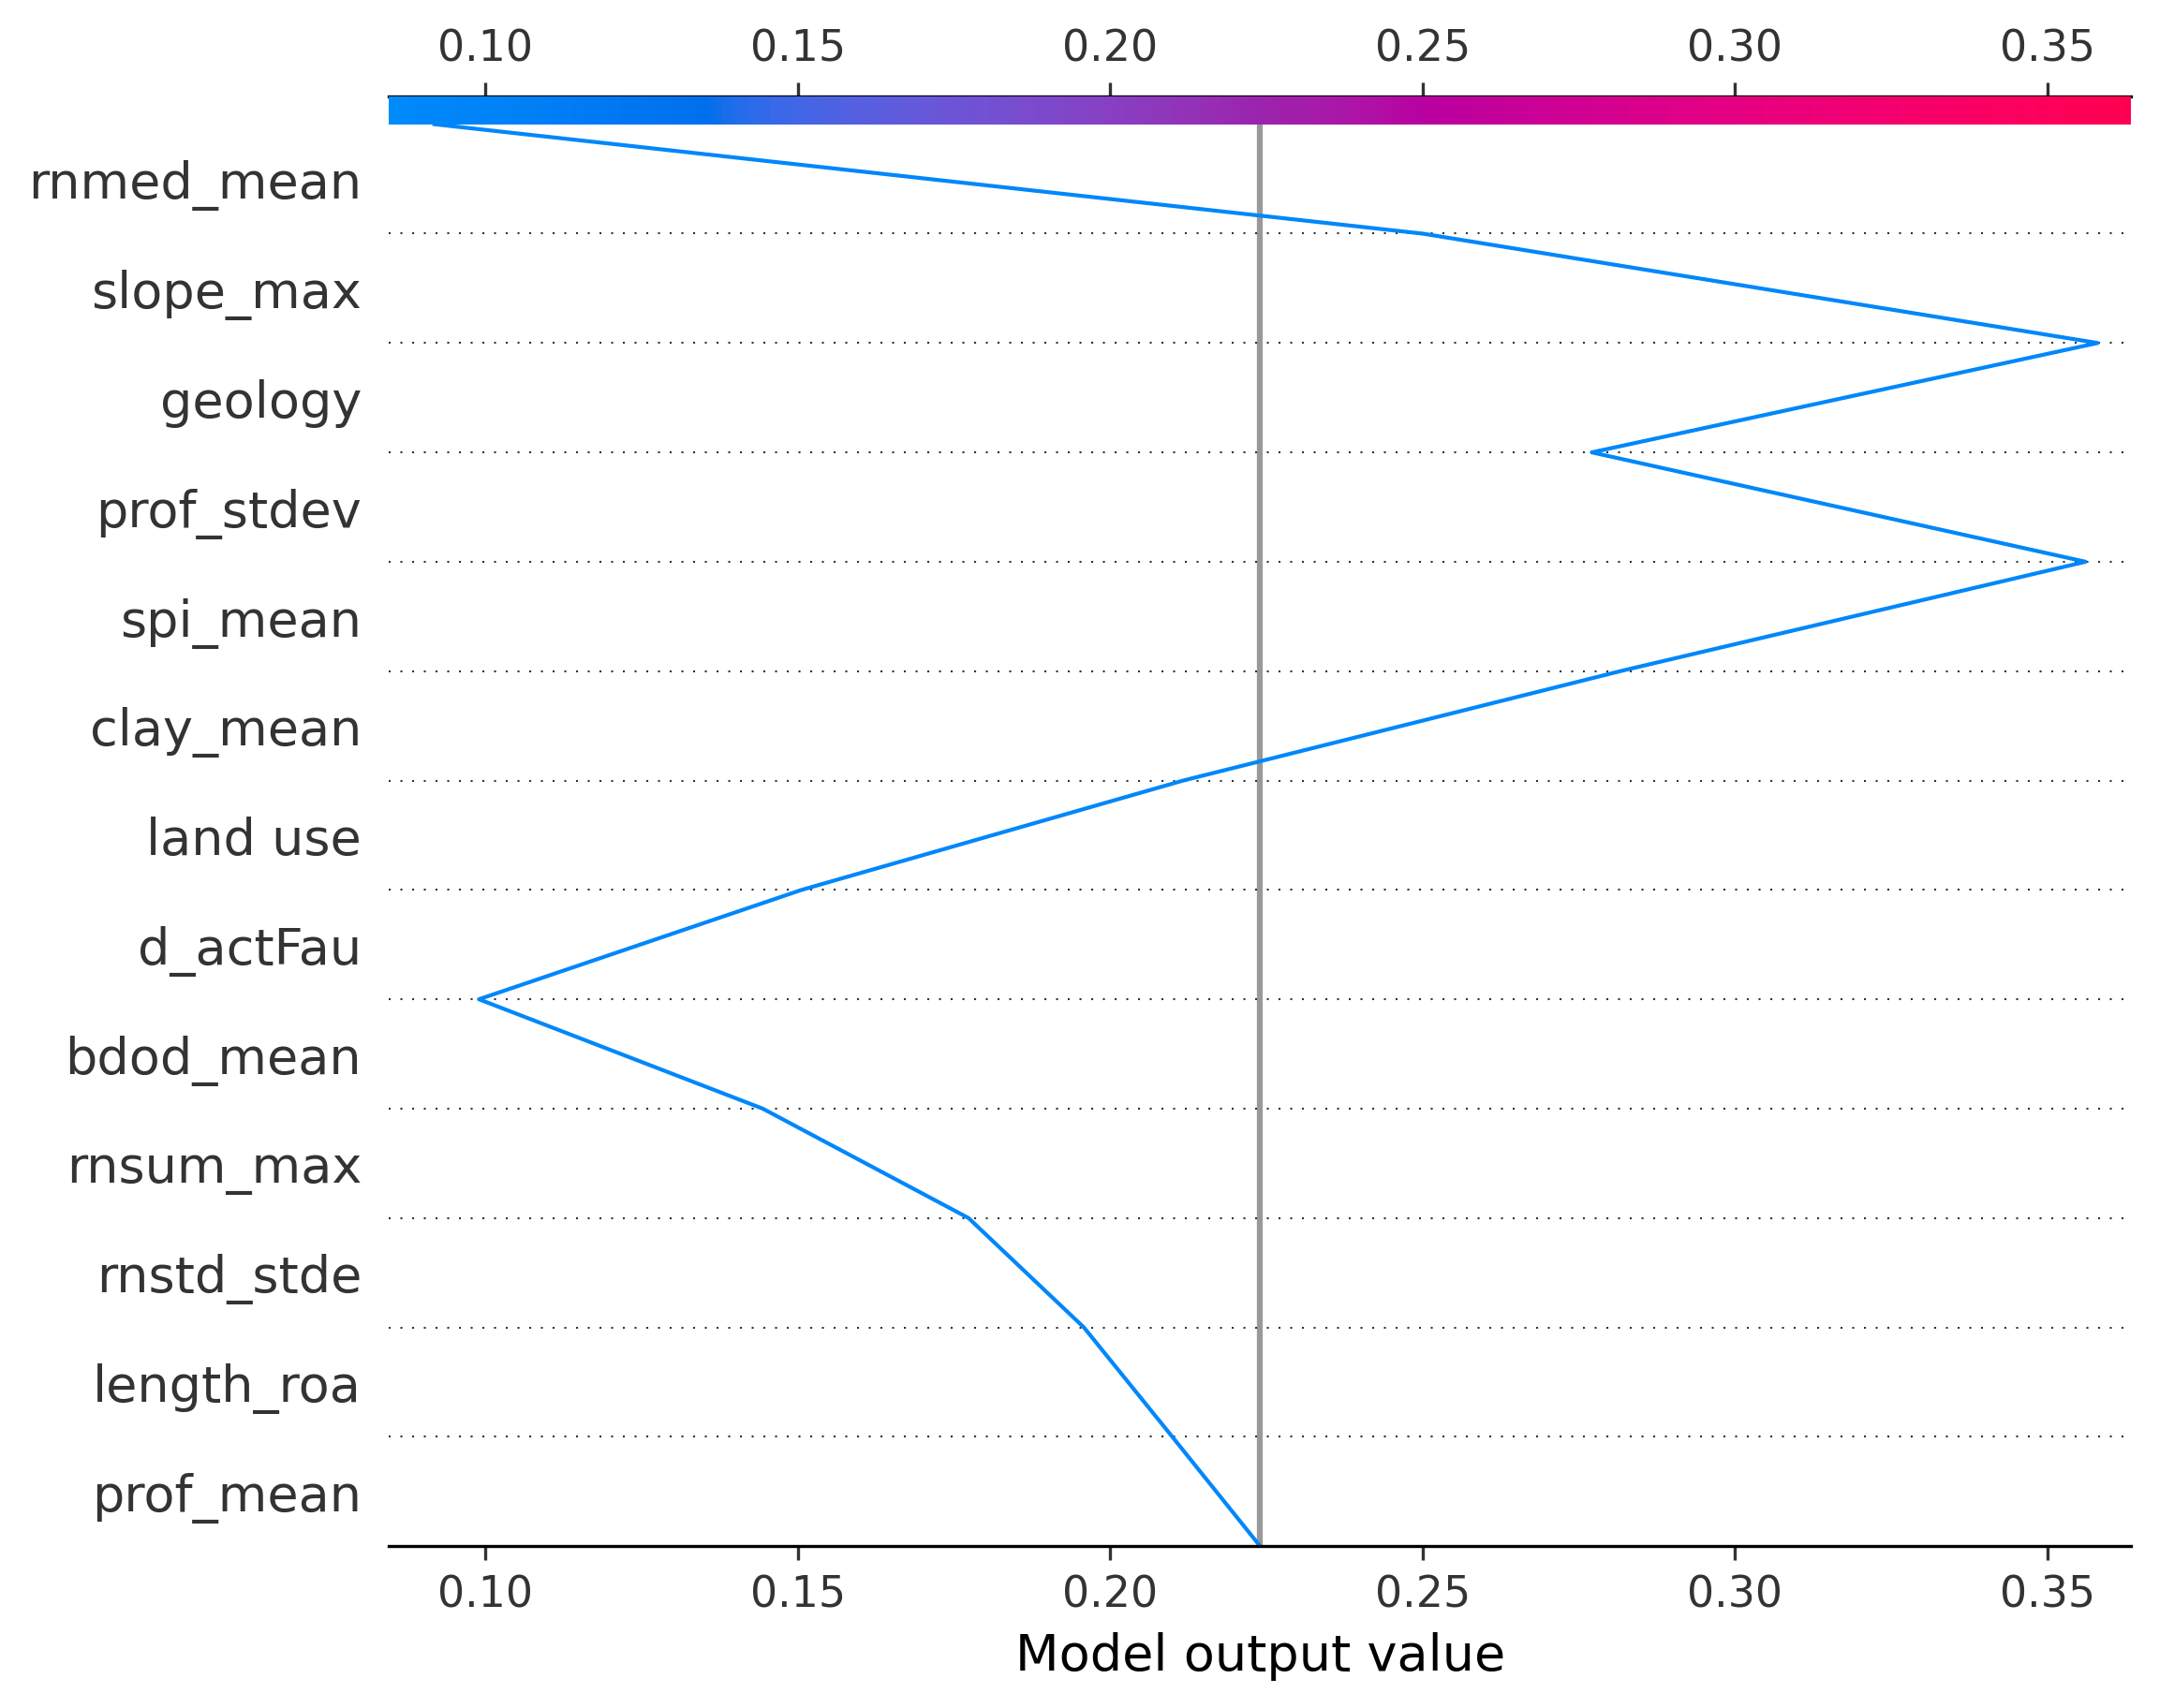 0.10 0.15 0.20 0.25 0.30 0.35
rnmed_mean
slope_max
geology
prof_stdev
spi_mean
clay_mean
land use
d_actFau
bdod_mean
rnsum_max
rnstd_stde
length_roa
prof_mean
0.10 0.15 0.20 0.25 0.30 0.35
Model output value